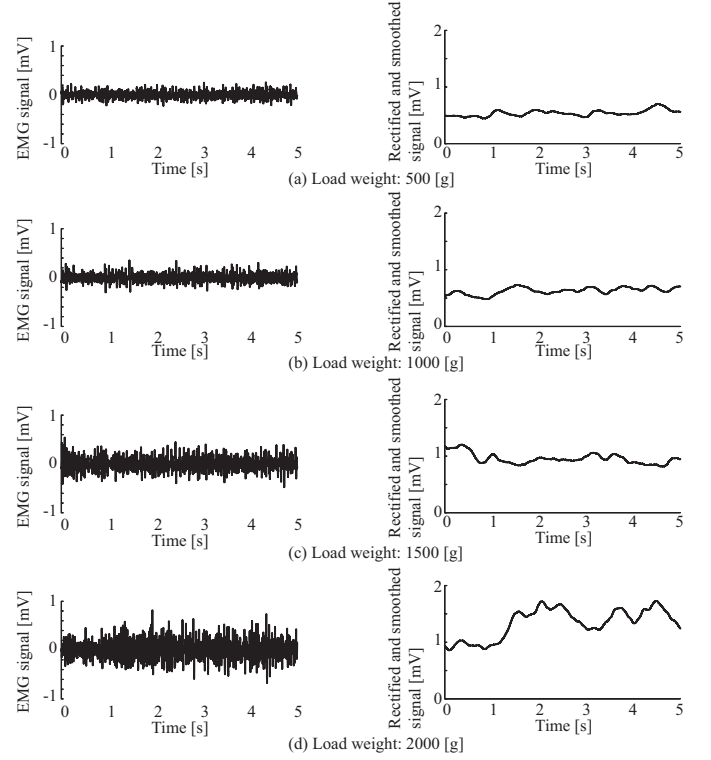 EMG signal [mV]
1
0
-1
0 1 2 3 4 5
Time [s]
Rectified and smoothed
signal [mV]
2
1
0
0 1 2 3 4 5
Time [s]
(a) Load weight: 500 [g]
EMG signal [mV]
1
0
-1
0 1 2 3 4 5
Time [s]
Rectified and smoothed
signal [mV]
2
1
0
0 1 2 3 4 5
Time [s]
(b) Load weight: 1000 [g]
EMG signal [mV]
1
0
-1
0 1 2 3 4 5
Time [s]
Rectified and smoothed
signal [mV]
2
1
0
0 1 2 3 4 5
Time [s]
(c) Load weight: 1500 [g]
EMG signal [mV]
1
0
-1
0 1 2 3 4 5
Time [s]
Rectified and smoothed
signal [mV]
2
1
0
0 1 2 3 4 5
Time [s]
(d) Load weight: 2000 [g]